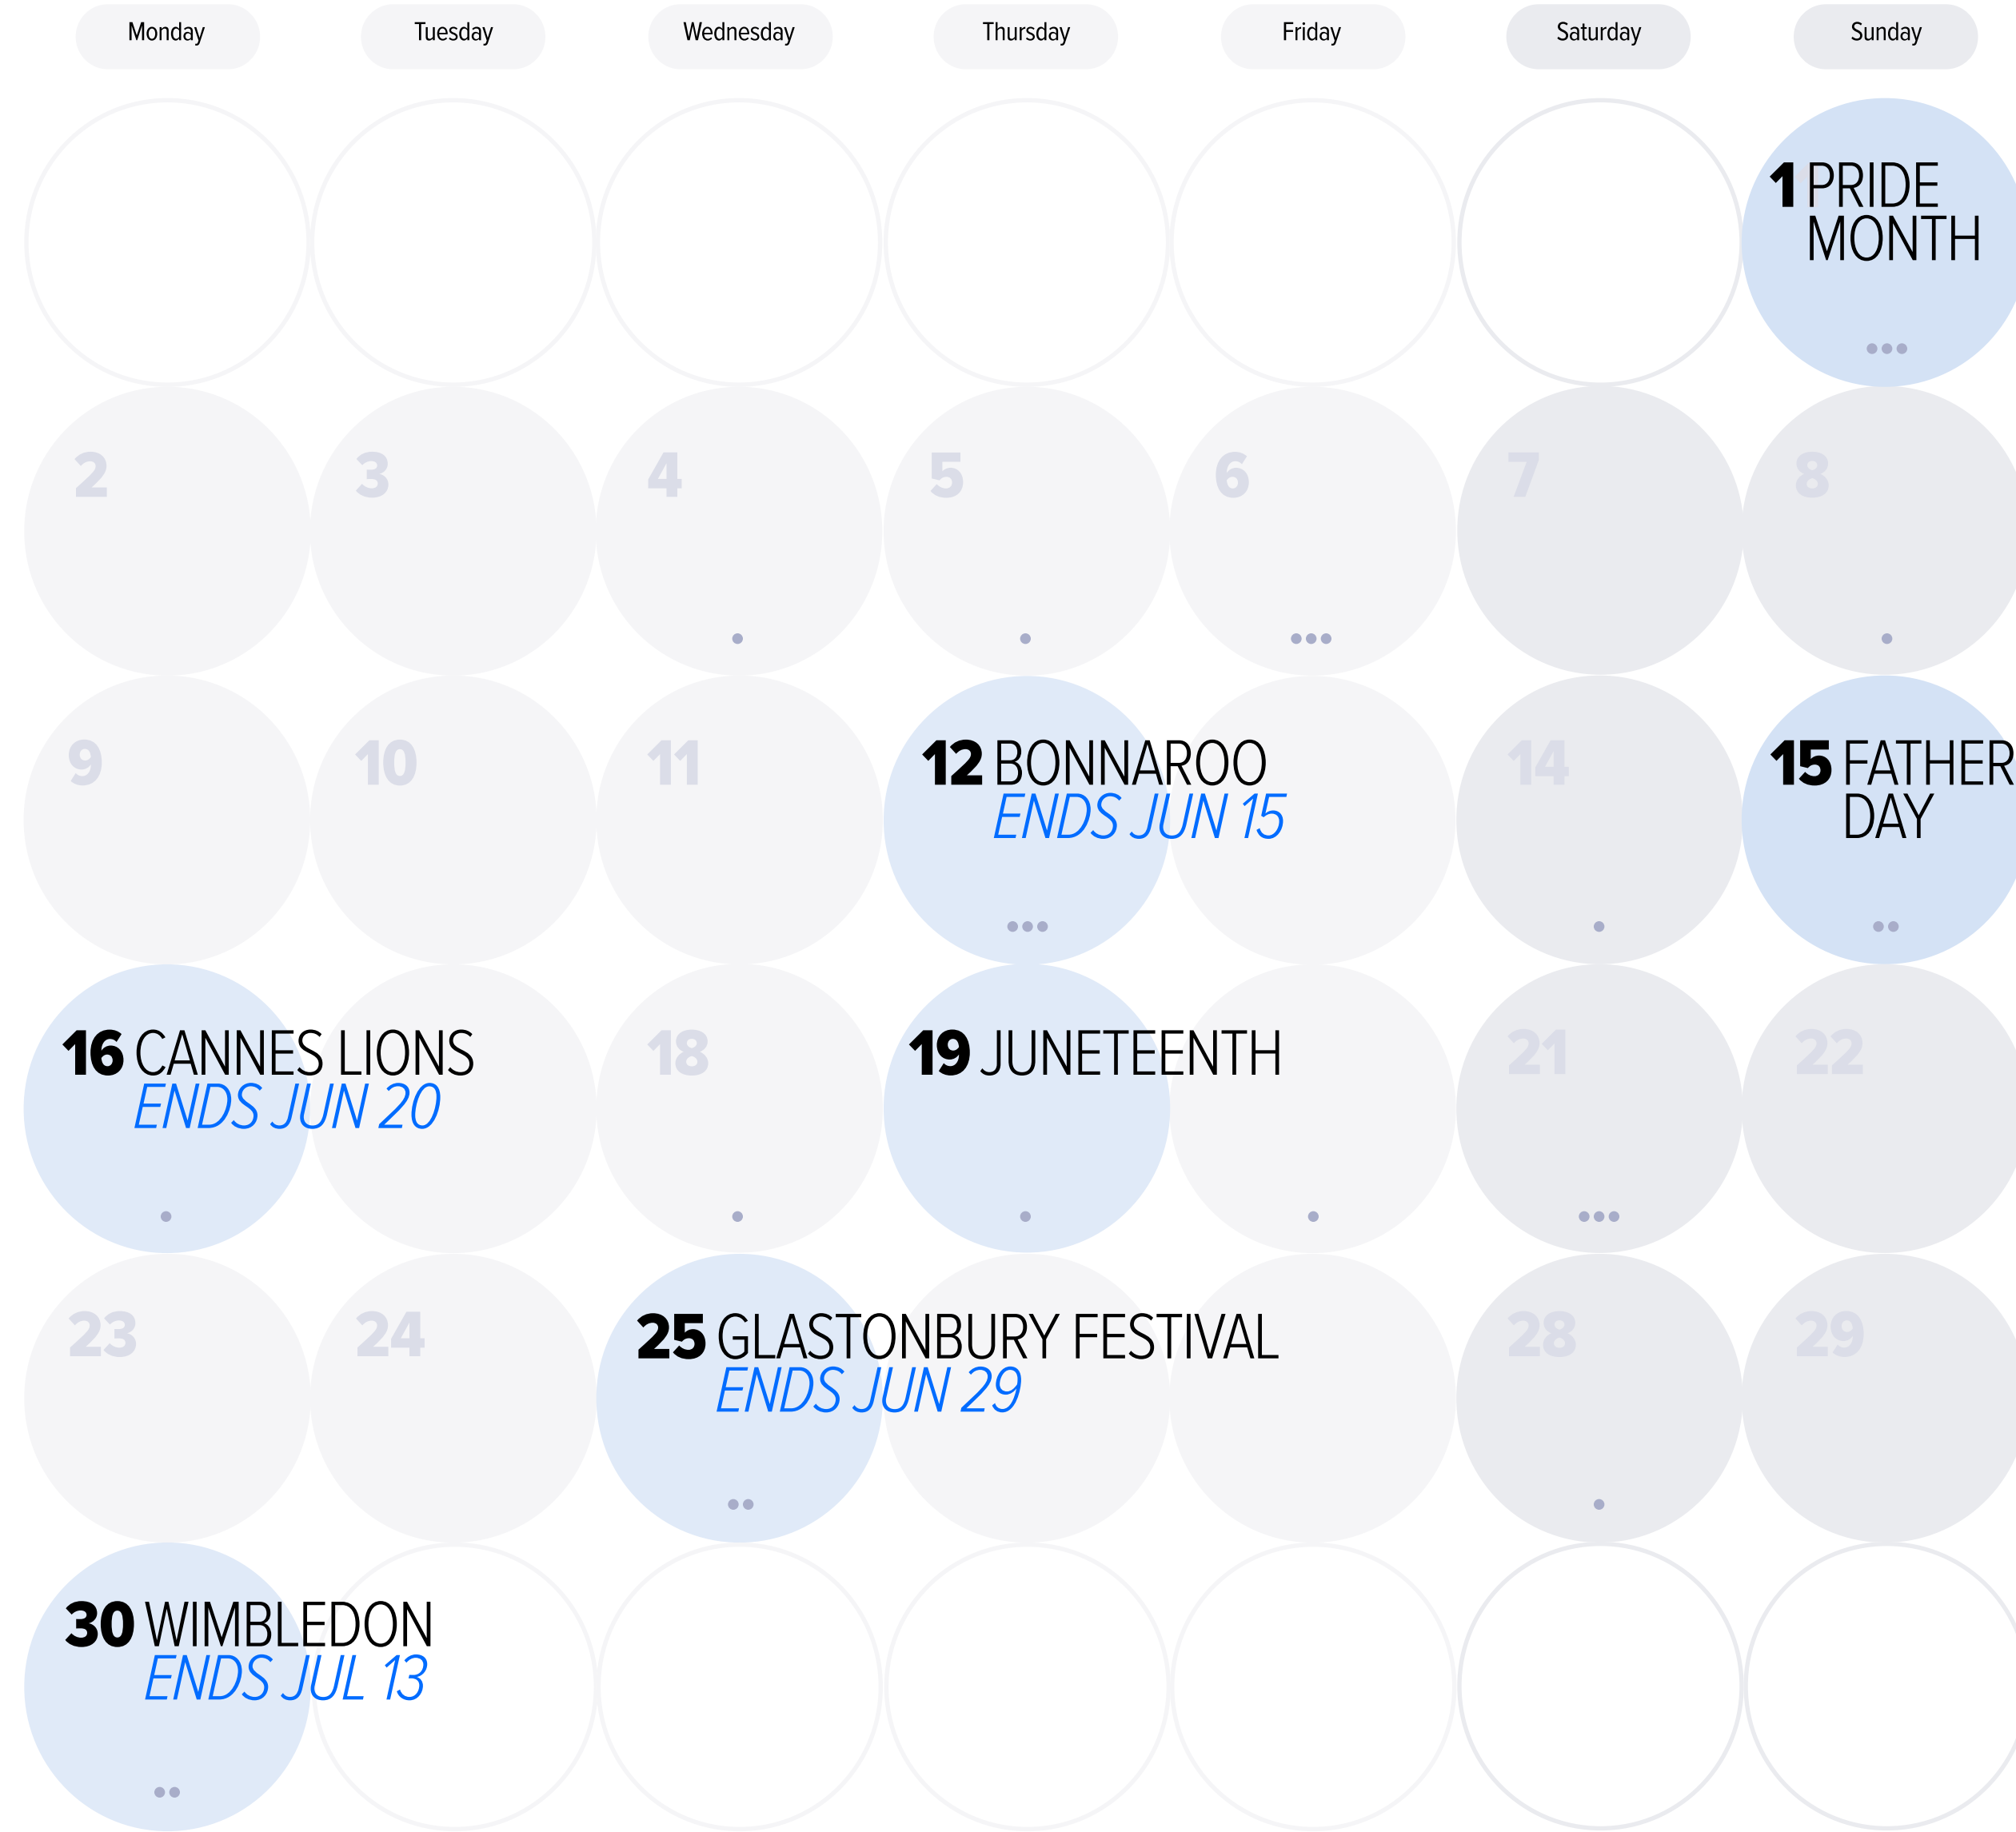 Monday Tuesday Wednesday Thursday Friday Saturday Sunday
1 PRIDE
MONTH
2 3 4 5 6 7 8
9 10 11 12 BONNAROO 14 15 FATHER
ENDS JUN 15 DAY
16 CANNES LIONS 18 19 JUNETEENTH 21 22
ENDS JUN 20
23 24 25 GLASTONBURY FESTIVAL 28 29
ENDS JUN 29
30 WIMBLEDON
ENDS JUL 13